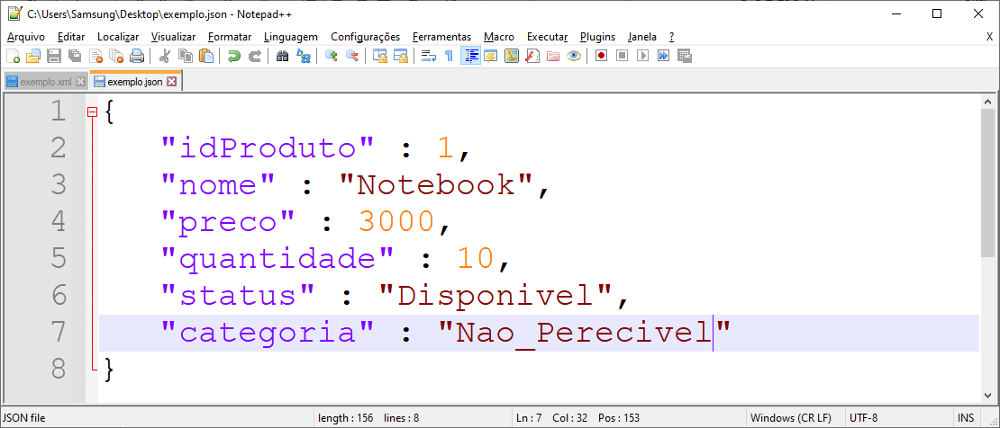 C:\Users\Samsung\Desktop\exemplo.json - Notepad++
Arquivo Editar Localizar Visualizar Formatar Linguagem Configurações Ferramentas Macro Executar Plugins Janela ? X
exemplo.xml exemplo.json
1 {
2 "idProduto" : 1,
3 "nome" : "Notebook",
4 "preco" : 3000,
5 "quantidade" : 10,
6 "status" : "Disponivel",
7 "categoria" : "Nao_Perecivel"
8 }
JSON file length : 156 lines : 8 Ln : 7 Col : 32 Pos : 153 Windows (CR LF) UTF-8 INS